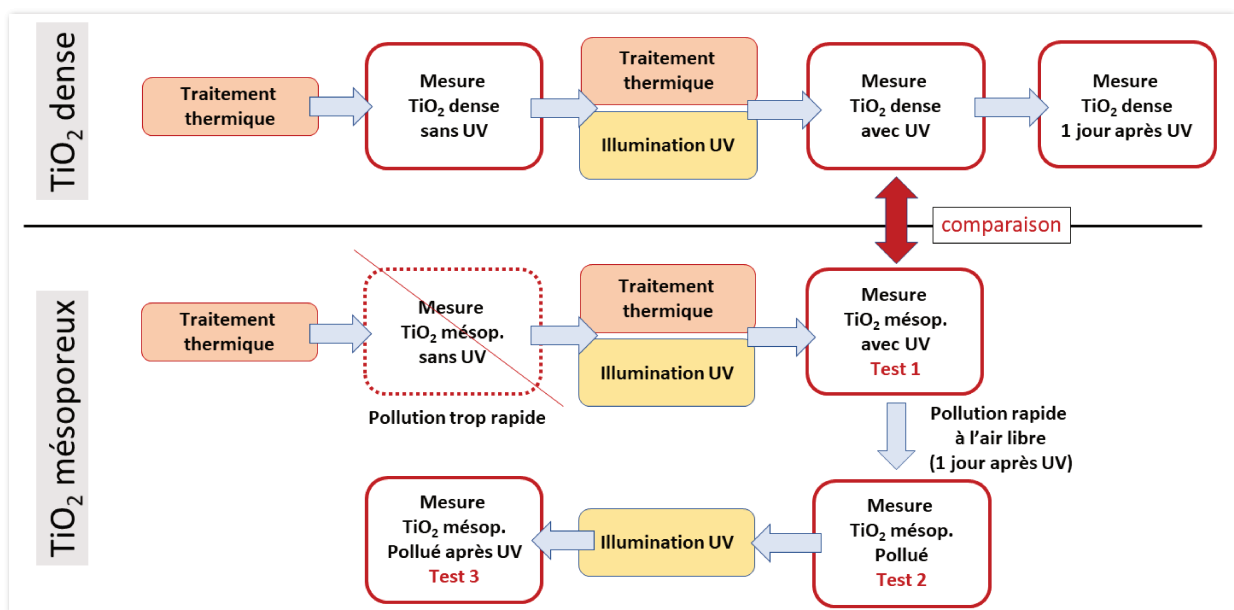 TiO₂ dense
Traitement
thermique
Mesure
TiO₂ dense
sans UV
Traitement
thermique
Illumination UV
Mesure
TiO₂ dense
avec UV
Mesure
TiO₂ dense
1 jour après UV
comparaison
TiO₂ mésoporeux
Traitement
thermique
Mesure
TiO₂ mésop.
sans UV
Pollution trop rapide
Traitement
thermique
Illumination UV
Mesure
TiO₂ mésop.
avec UV
Test 1
Pollution rapide
à l’air libre
(1 jour après UV)
Mesure
TiO₂ mésop.
Pollué
Test 2
Illumination UV
Mesure
TiO₂ mésop.
Pollué après UV
Test 3